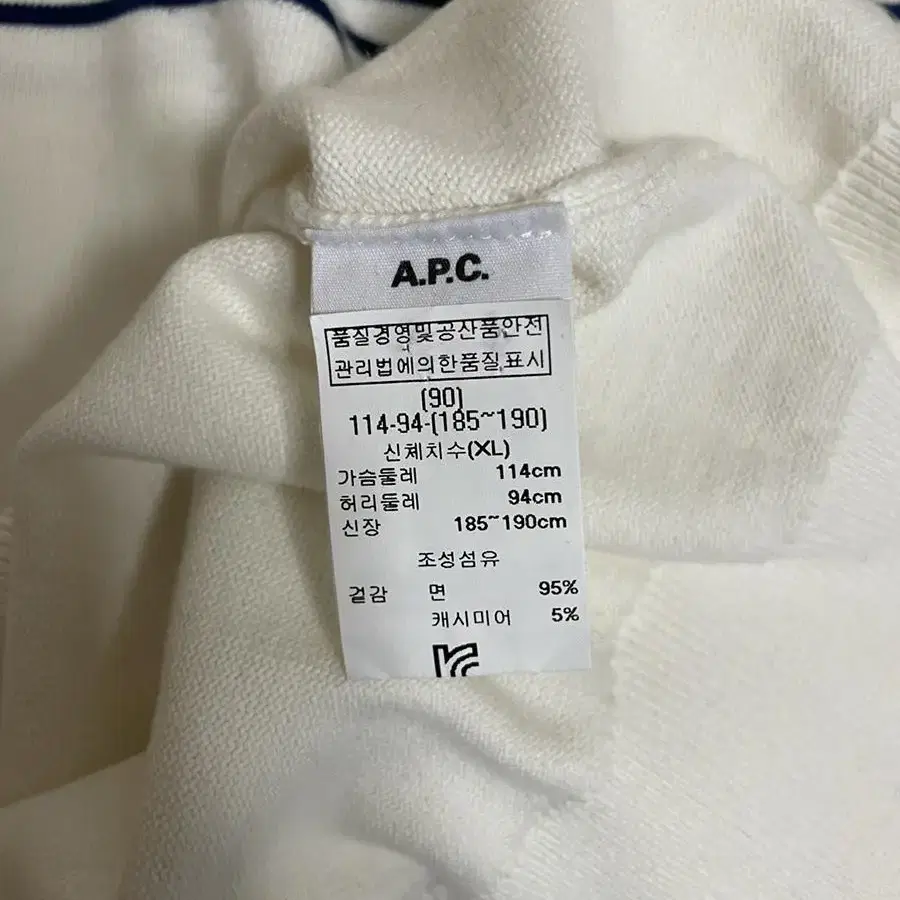 A.P.C.
품질경영및공산품안전
관리법에의한품질표시
(90)
114-94-(185~190)
신체치수(XL)
가슴둘레 114cm
허리둘레 94cm
신장 185~190cm
조성섬유
겉감 면 95%
캐시미어 5%